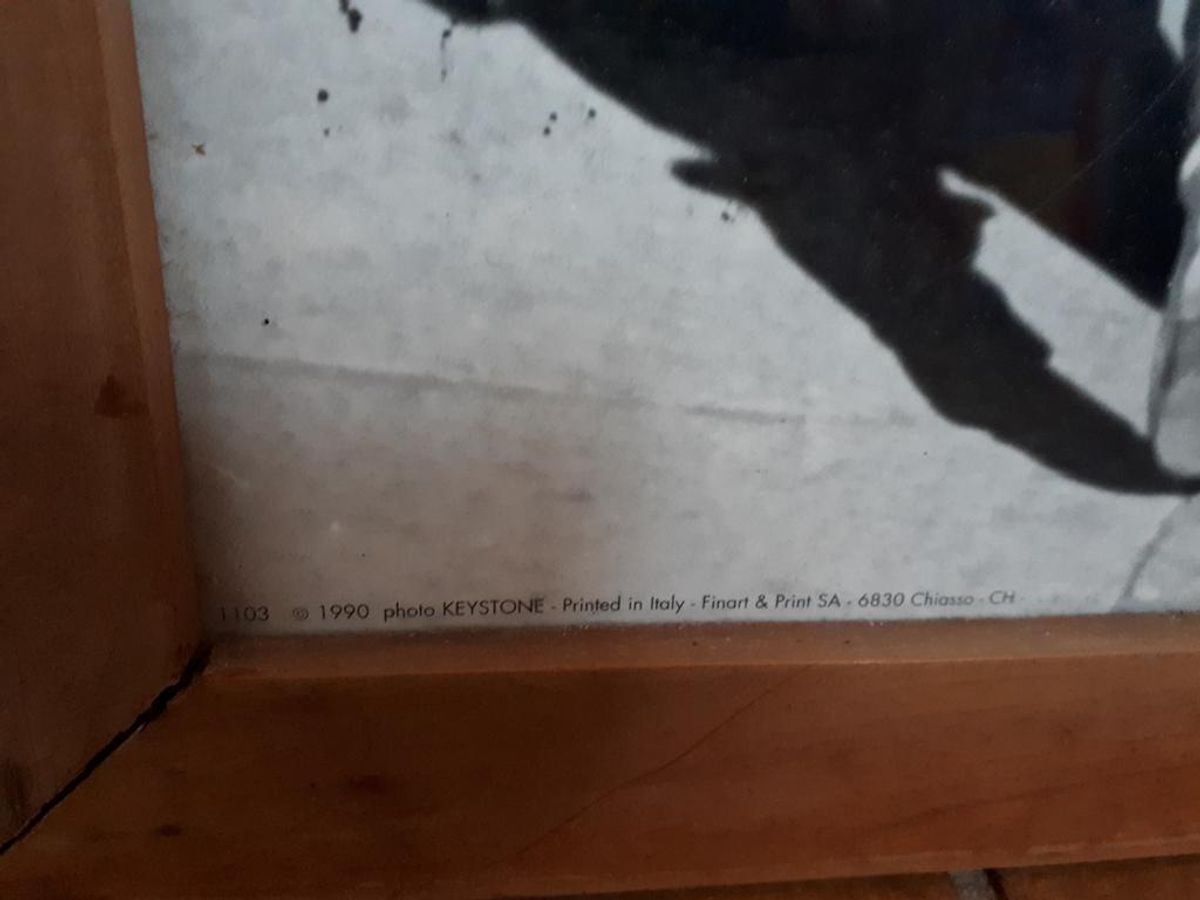 1103 © 1990 photo KEYSTONE - Printed in Italy - Finart & Print SA - 6830 Chiasso - CH